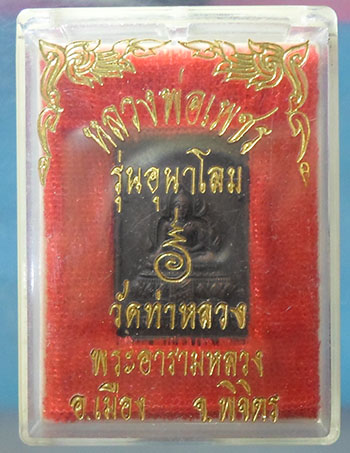 หลวงพ่อเพชร
รุ่นอุนาโลม
วัดท่าหลวง
พระอารามหลวง
อ.เมือง จ.พิจิตร